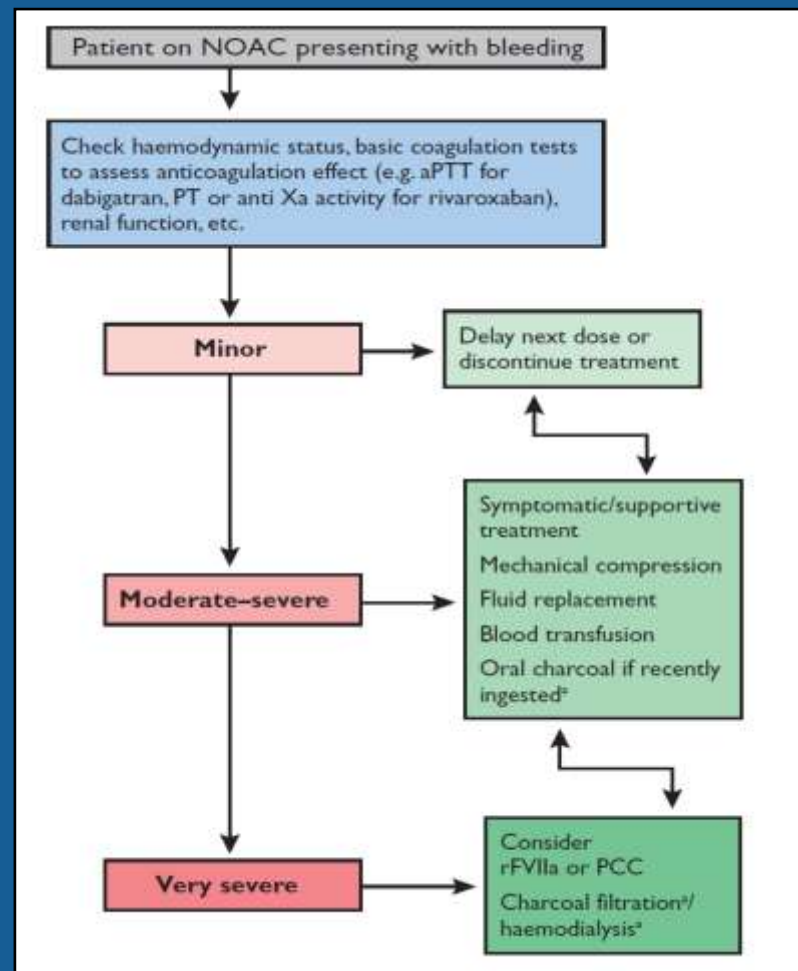 Patient on NOAC presenting with bleeding
Check haemodynamic status, basic coagulation tests
to assess anticoagulation effect (e.g. aPTT for
dabigatran, PT or anti Xa activity for rivaroxaban),
renal function, etc.
Minor
Delay next dose or
discontinue treatment
Moderate–severe
Symptomatic/supportive
treatment
Mechanical compression
Fluid replacement
Blood transfusion
Oral charcoal if recently
ingestedᵃ
Very severe
Consider
rFVIIa or PCC
Charcoal filtrationᵃ/
haemodialysisᵃ